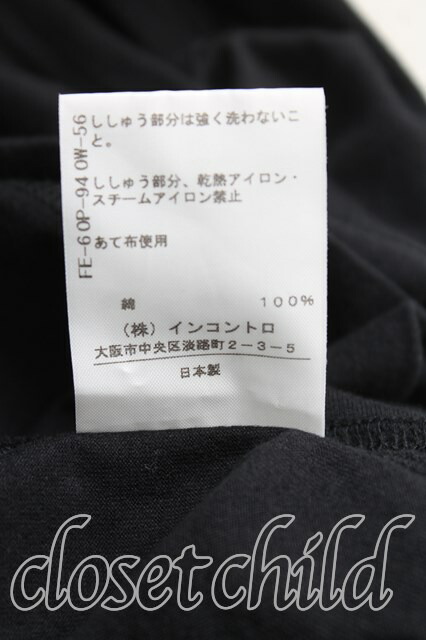 ししゅう部分は強く洗わないこ
と。
ししゅう部分、乾熱アイロン・
スチームアイロン禁止
あて布使用
綿 100%
(株)インコントロ
大阪市中央区淡路町2-3-5
日本製
FE-60P-940W-56
closet child